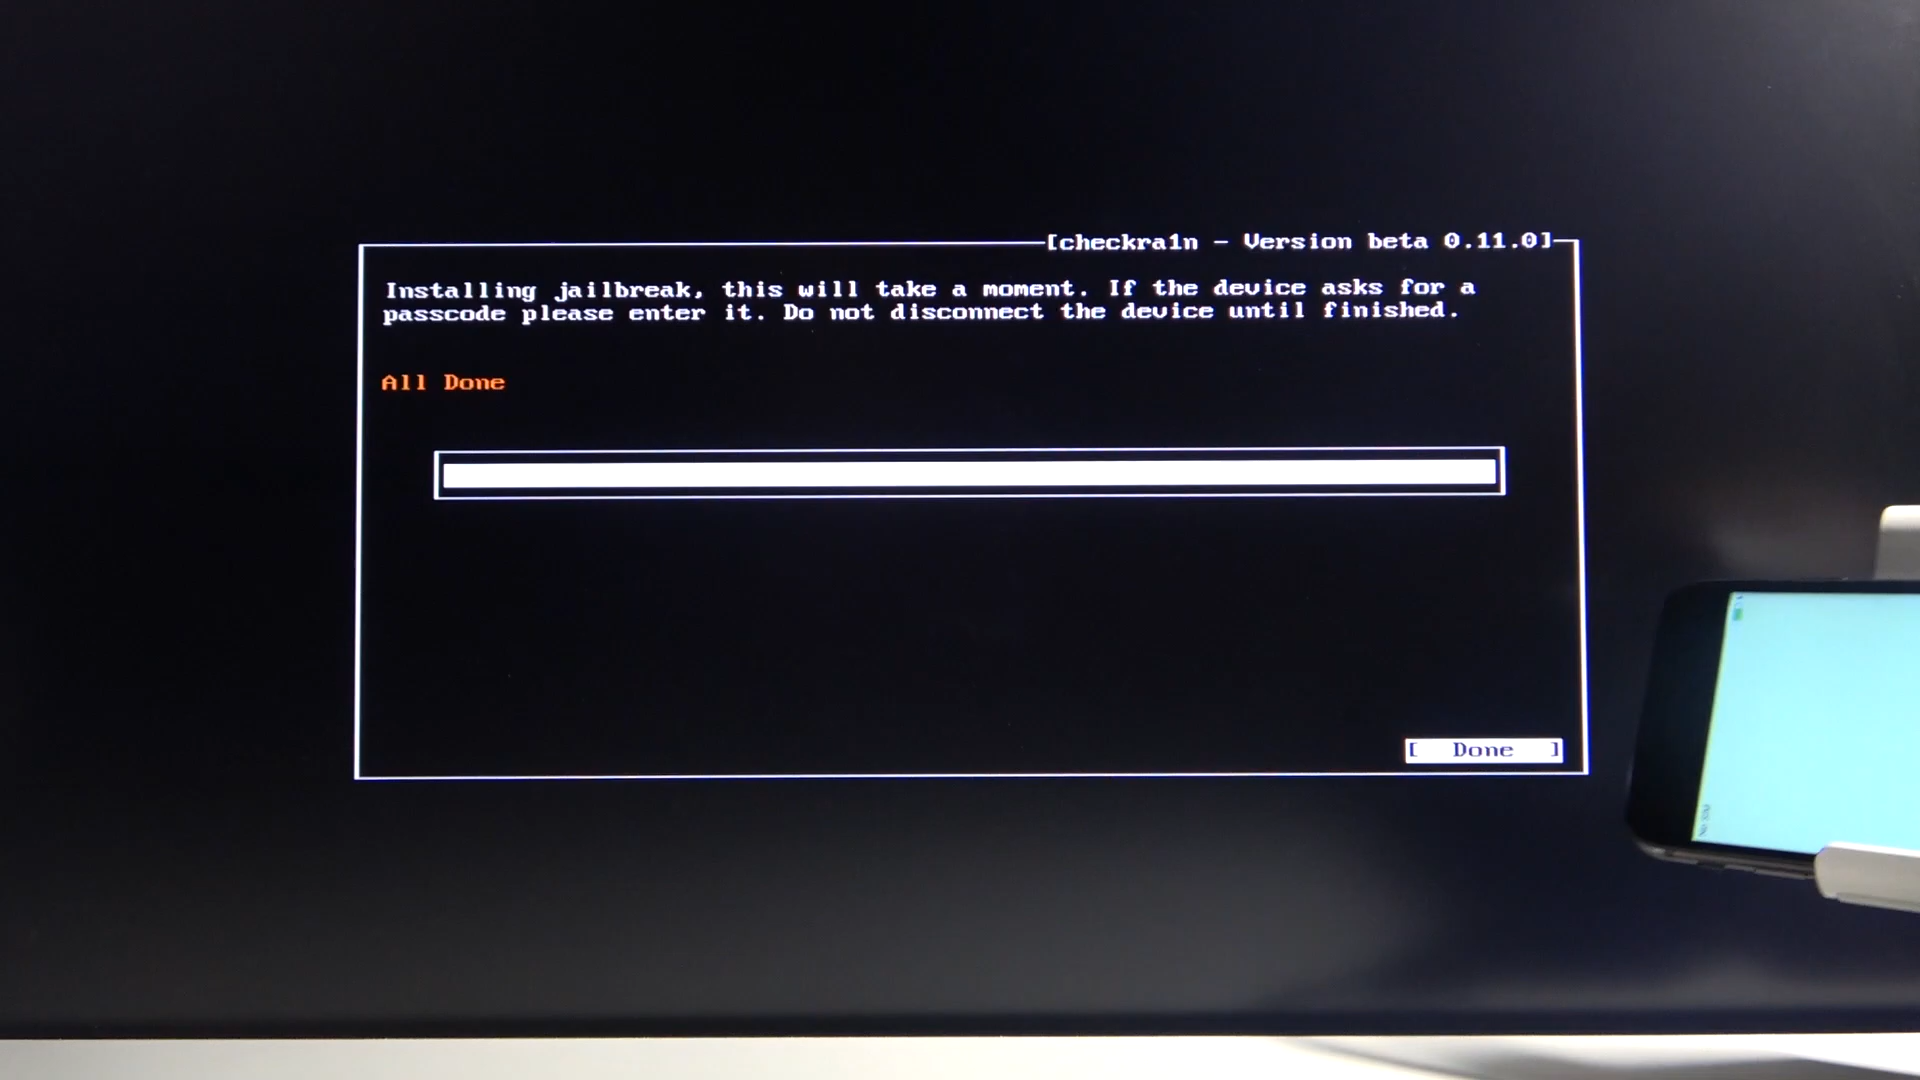 [checkra1n - Version beta 0.11.0]
Installing jailbreak, this will take a moment. If the device asks for a
passcode please enter it. Do not disconnect the device until finished.
All Done
[ Done ]